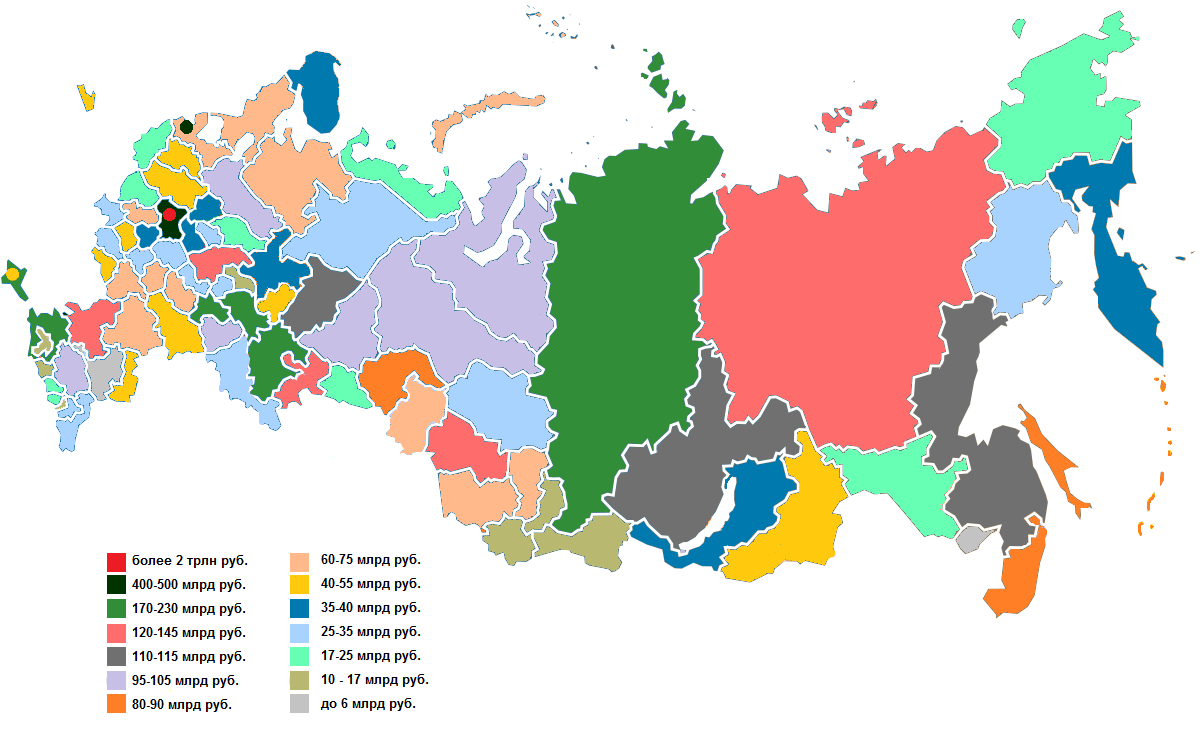 более 2 трлн руб.
400-500 млрд руб.
170-230 млрд руб.
120-145 млрд руб.
110-115 млрд руб.
95-105 млрд руб.
80-90 млрд руб.
60-75 млрд руб.
40-55 млрд руб.
35-40 млрд руб.
25-35 млрд руб.
17-25 млрд руб.
10 - 17 млрд руб.
до 6 млрд руб.